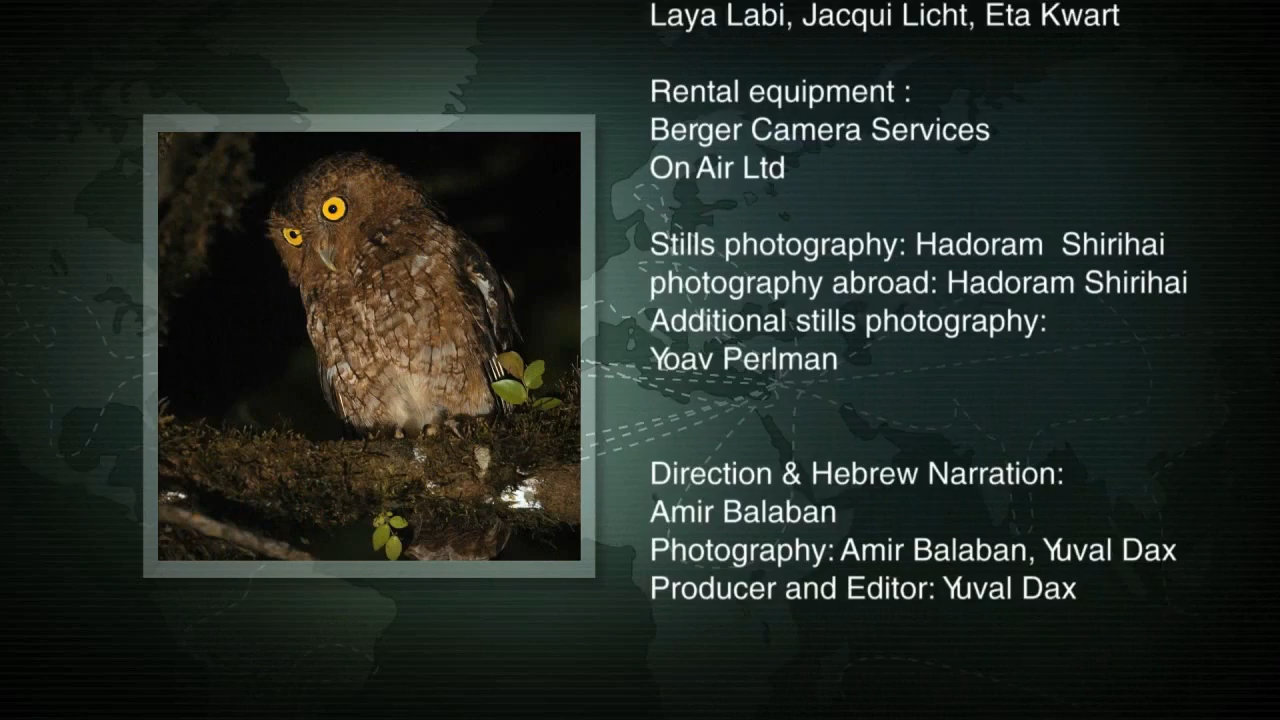 Laya Labi, Jacqui Licht, Eta Kwart
Rental equipment :
Berger Camera Services
On Air Ltd
Stills photography: Hadoram Shirihai
photography abroad: Hadoram Shirihai
Additional stills photography:
Yoav Perlman
Direction & Hebrew Narration:
Amir Balaban
Photography: Amir Balaban, Yuval Dax
Producer and Editor: Yuval Dax